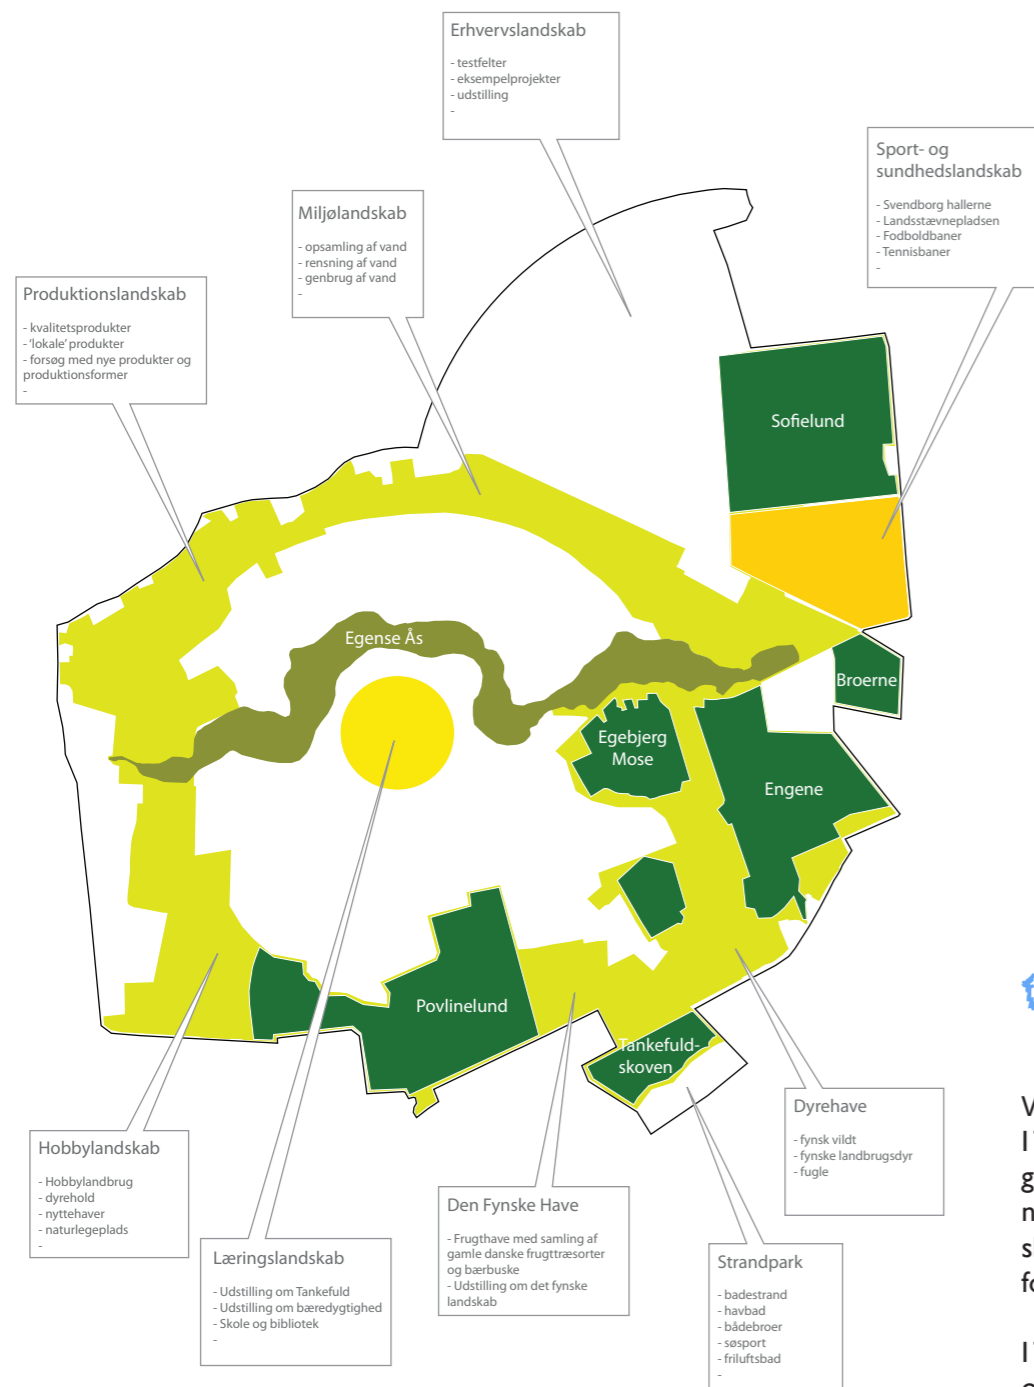 Erhvervslandskab
- testfelter
- eksempelprojekter
- udstilling
-
Sport- og
sundhedslandskab
- Svendborg hallerne
- Landsstævnepladsen
- Fodboldbaner
- Tennisbaner
-
Miljølandskab
- opsamling af vand
- rensning af vand
- genbrug af vand
-
Produktionslandskab
- kvalitetsprodukter
- 'lokale' produkter
- forsøg med nye produkter og
produktionsformer
-
Sofielund
Egense Ås
Broerne
Egebjerg
Mose
Engene
Povlinelund
Tankefuld-
skoven
Hobbylandskab
- Hobbylandbrug
- dyrehold
- nyttehaver
- naturlegeplads
-
Læringslandskab
- Udstilling om Tankefuld
- Udstilling om bæredygtighed
- Skole og bibliotek
-
Den Fynske Have
- Frugthave med samling af
gamle danske frugttræsorter
og bærbuske
- Udstilling om det fynske
landskab
Dyrehave
- fynsk vildt
- fynske landbrugsdyr
- fugle
Strandpark
- badestrand
- havbad
- bådebroer
- søsport
- friluftsbad
-